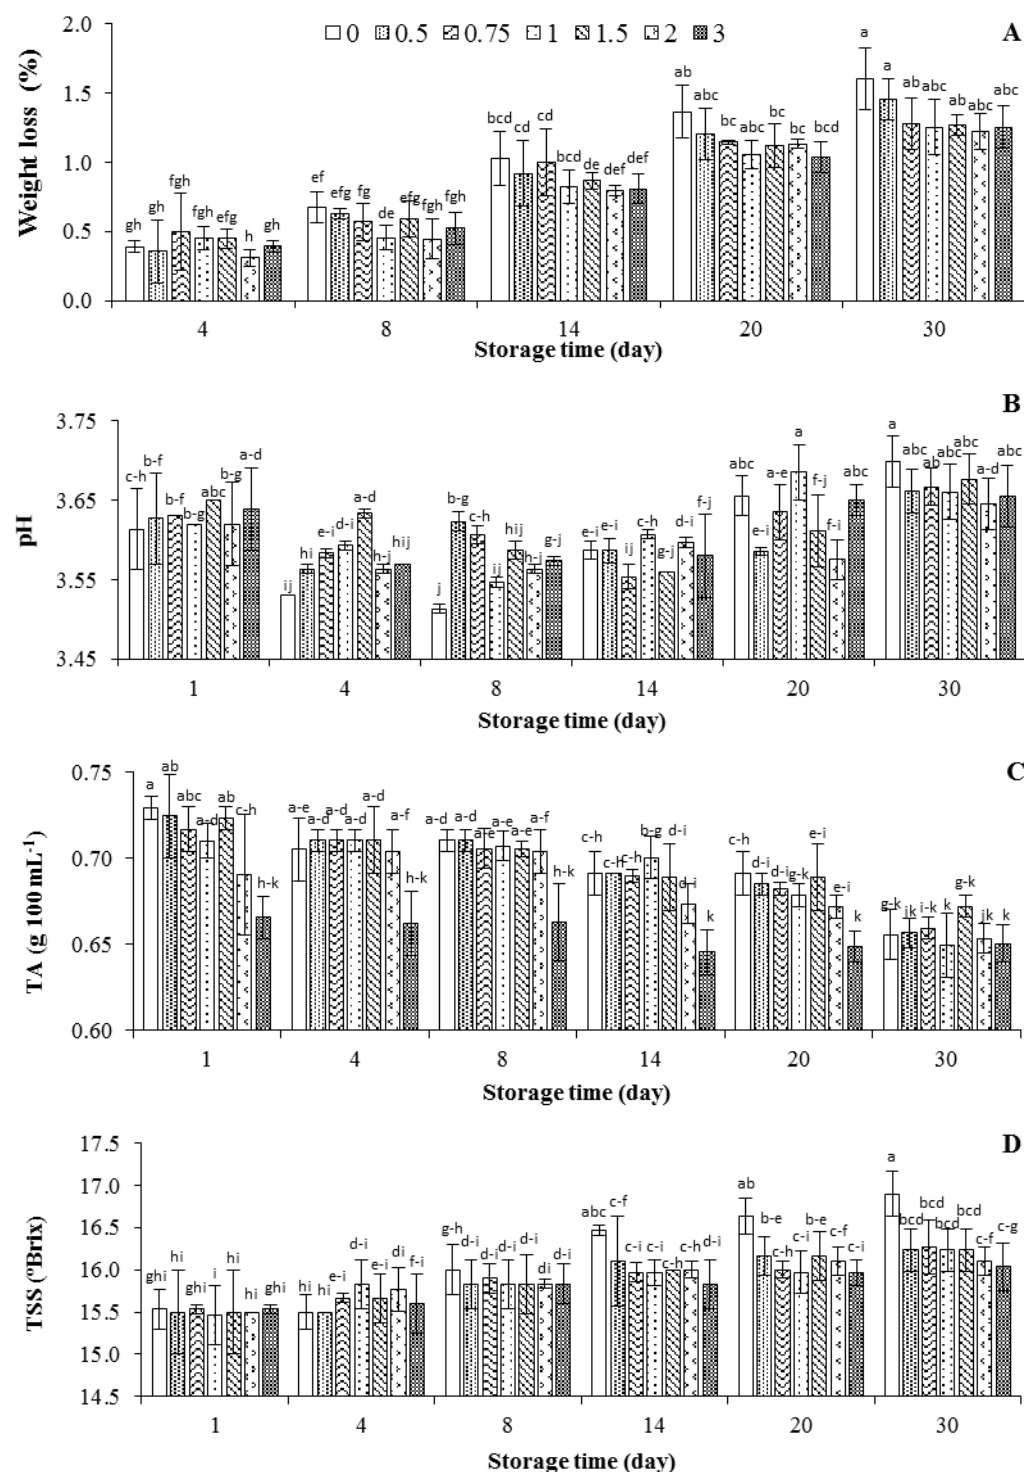 0 0.5 0.75 1 1.5 2 3
A
Weight loss (%)
2.0
1.5
1.0
0.5
0.0
gh gh fgh fgh efg h gh
ef efg fg de efg fgh fgh
bcd cd cd bcd de def def
ab abc bc abc bc bc bcd
a a ab abc ab abc abc
4 8 14 20 30
Storage time (day)
B
pH
3.75
3.65
3.55
3.45
c-h b-f b-f b-g abc b-g a-d
ij hi e-i d-i a-d h-j hij
j b-g c-h ij hij h-j g-j
e-i e-i ij c-h g-j d-i f-j
abc e-i a-e a f-j f-i abc
a abc ab abc abc a-d abc
1 4 8 14 20 30
Storage time (day)
C
TA (g 100 mL-1)
0.75
0.70
0.65
0.60
a ab abc a-d ab c-h h-k
a-e a-d a-d a-d a-d a-f h-k
a-d a-d a-e a-e a-e a-f h-k
c-h c-h c-h b-g d-i d-i k
c-h d-i d-i g-k e-i e-i k
g-k jk i-k k g-k jk k
1 4 8 14 20 30
Storage time (day)
D
TSS (ºBrix)
17.5
17.0
16.5
16.0
15.5
15.0
14.5
ghi hi ghi i hi hi ghi
hi hi e-i d-i e-i di f-i
g-h d-i d-i d-i d-i di d-i
abc c-f c-i c-i c-h c-h d-i
ab b-e c-h c-i b-e c-f c-i
a bcd bcd bcd bcd c-f c-g
1 4 8 14 20 30
Storage time (day)